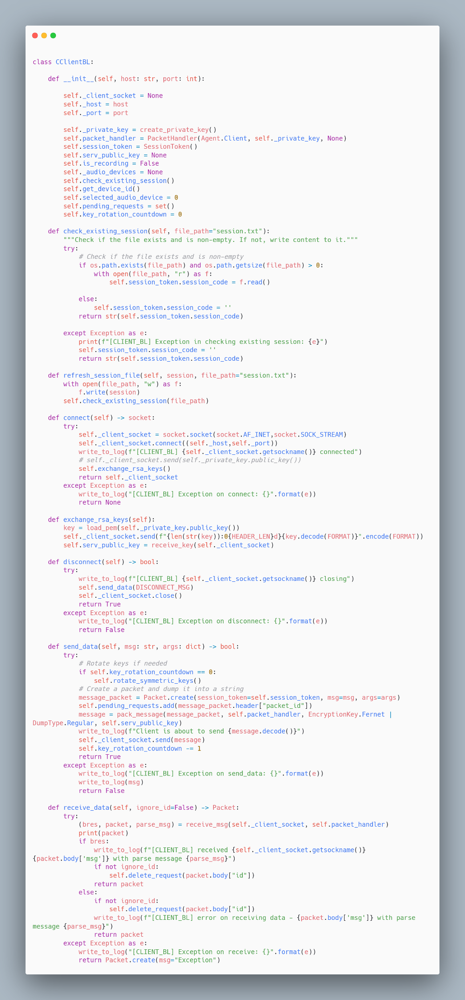 class CClientBL:

    def __init__(self, host: str, port: int):

        self._client_socket = None
        self._host = host
        self._port = port

        self._private_key = create_private_key()
        self.packet_handler = PacketHandler(Agent.Client, self._private_key, None)
        self.session_token = SessionToken()
        self.serv_public_key = None
        self.is_recording = False
        self._audio_devices = None
        self.check_existing_session()
        self.get_device_id()
        self.selected_audio_device = 0
        self.pending_requests = set()
        self.key_rotation_countdown = 0

    def check_existing_session(self, file_path="session.txt"):
        """Check if the file exists and is non-empty. If not, write content to it."""
        try:
            # Check if the file exists and is non-empty
            if os.path.exists(file_path) and os.path.getsize(file_path) > 0:
                with open(file_path, "r") as f:
                    self.session_token.session_code = f.read()

            else:
                self.session_token.session_code = ''
            return str(self.session_token.session_code)

        except Exception as e:
            print(f"[CLIENT_BL] Exception in checking existing session: {e}")
            self.session_token.session_code = ''
            return str(self.session_token.session_code)

    def refresh_session_file(self, session, file_path="session.txt"):
        with open(file_path, "w") as f:
            f.write(session)
        self.check_existing_session(file_path)

    def connect(self) -> socket:
        try:
            self._client_socket = socket.socket(socket.AF_INET,socket.SOCK_STREAM)
            self._client_socket.connect((self._host,self._port))
            write_to_log(f"[CLIENT_BL] {self._client_socket.getsockname()} connected")
            # self._client_socket.send(self._private_key.public_key())
            self.exchange_rsa_keys()
            return self._client_socket
        except Exception as e:
            write_to_log("[CLIENT_BL] Exception on connect: {}".format(e))
            return None

    def exchange_rsa_keys(self):
        key = load_pem(self._private_key.public_key())
        self._client_socket.send(f"{len(str(key)):0{HEADER_LEN}d}{key.decode(FORMAT)}".encode(FORMAT))
        self.serv_public_key = receive_key(self._client_socket)

    def disconnect(self) -> bool:
        try:
            write_to_log(f"[CLIENT_BL] {self._client_socket.getsockname()} closing")
            self.send_data(DISCONNECT_MSG)
            self._client_socket.close()
            return True
        except Exception as e:
            write_to_log("[CLIENT_BL] Exception on disconnect: {}".format(e))
            return False

    def send_data(self, msg: str, args: dict) -> bool:
        try:
            # Rotate keys if needed
            if self.key_rotation_countdown == 0:
                self.rotate_symmetric_keys()
            # Create a packet and dump it into a string
            message_packet = Packet.create(session_token=self.session_token, msg=msg, args=args)
            self.pending_requests.add(message_packet.header["packet_id"])
            message = pack_message(message_packet, self.packet_handler, EncryptionKey.Fernet |
DumpType.Regular, self.serv_public_key)
            write_to_log(f"Client is about to send {message.decode()}")
            self._client_socket.send(message)
            self.key_rotation_countdown -= 1
            return True
        except Exception as e:
            write_to_log("[CLIENT_BL] Exception on send_data: {}".format(e))
            write_to_log(msg)
            return False

    def receive_data(self, ignore_id=False) -> Packet:
        try:
            (bres, packet, parse_msg) = receive_msg(self._client_socket, self.packet_handler)
            print(packet)
            if bres:
                write_to_log(f"[CLIENT_BL] received {self._client_socket.getsockname()}
{packet.body['msg']} with parse message {parse_msg}")
                if not ignore_id:
                    self.delete_request(packet.body["id"])
                return packet
            else:
                if not ignore_id:
                    self.delete_request(packet.body["id"])
                write_to_log(f"[CLIENT_BL] error on receiving data - {packet.body['msg']} with parse
message {parse_msg}")
                return packet
        except Exception as e:
            write_to_log("[CLIENT_BL] Exception on receive: {}".format(e))
            return Packet.create(msg="Exception")